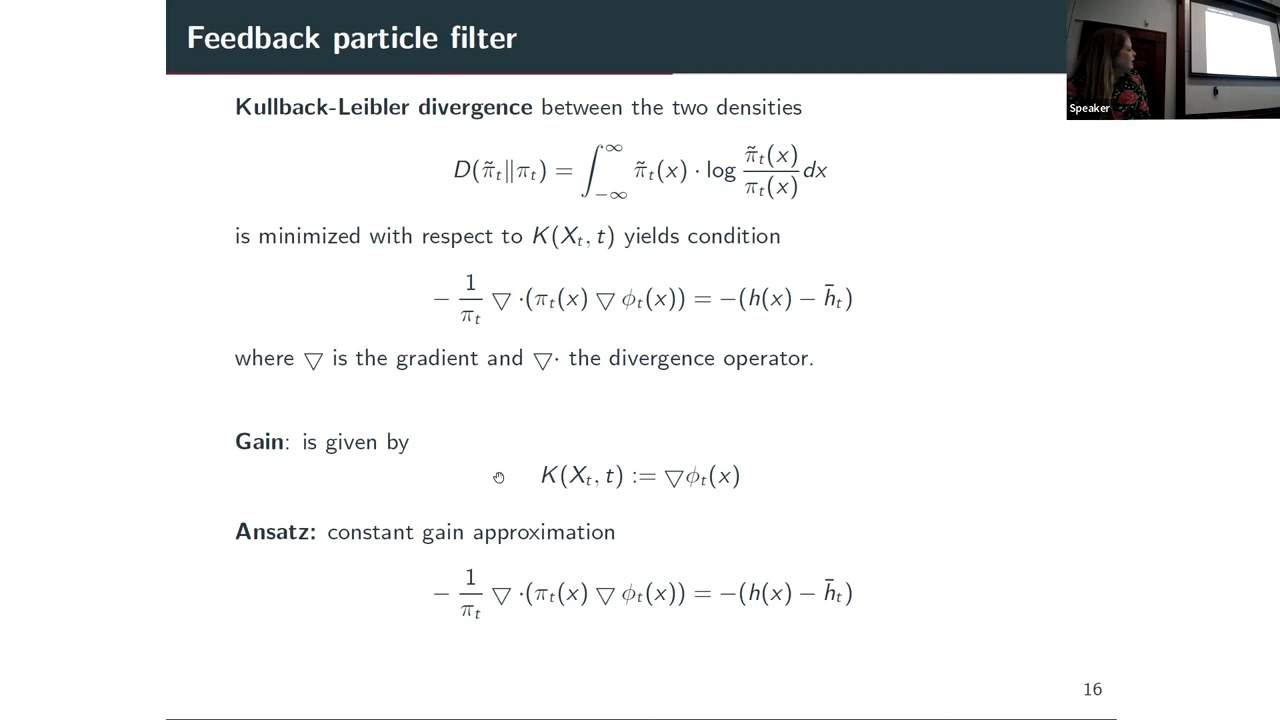 Feedback particle filter
Speaker
Kullback-Leibler divergence between the two densities
D(π̃ₜ‖πₜ) = ∫_{−∞}^{∞} π̃ₜ(x) · log π̃ₜ(x)/πₜ(x) dx
is minimized with respect to K(Xₜ, t) yields condition
− 1/πₜ ▽ ·(πₜ(x) ▽ ϕₜ(x)) = −(h(x) − h̄ₜ)
where ▽ is the gradient and ▽· the divergence operator.
Gain: is given by
K(Xₜ, t) := ▽ϕₜ(x)
Ansatz: constant gain approximation
− 1/πₜ ▽ ·(πₜ(x) ▽ ϕₜ(x)) = −(h(x) − h̄ₜ)
16